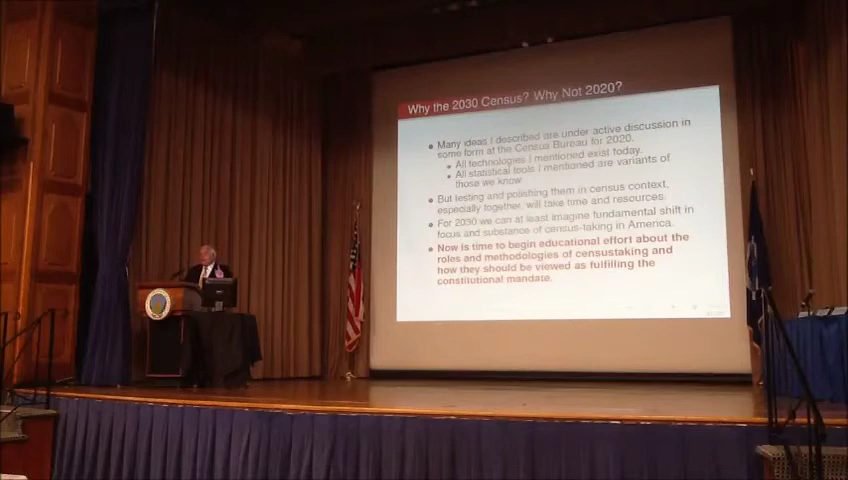 Why the 2030 Census? Why Not 2020?
Many ideas I described are under active discussion in
some form at the Census Bureau for 2020.
All technologies I mentioned exist today.
All statistical tools I mentioned are variants of
those we know.
But testing and polishing them in census context,
especially together, will take time and resources.
For 2030 we can at least imagine fundamental shift in
focus and substance of census-taking in America.
Now is time to begin educational effort about the
roles and methodologies of censustaking and
how they should be viewed as fulfilling the
constitutional mandate.